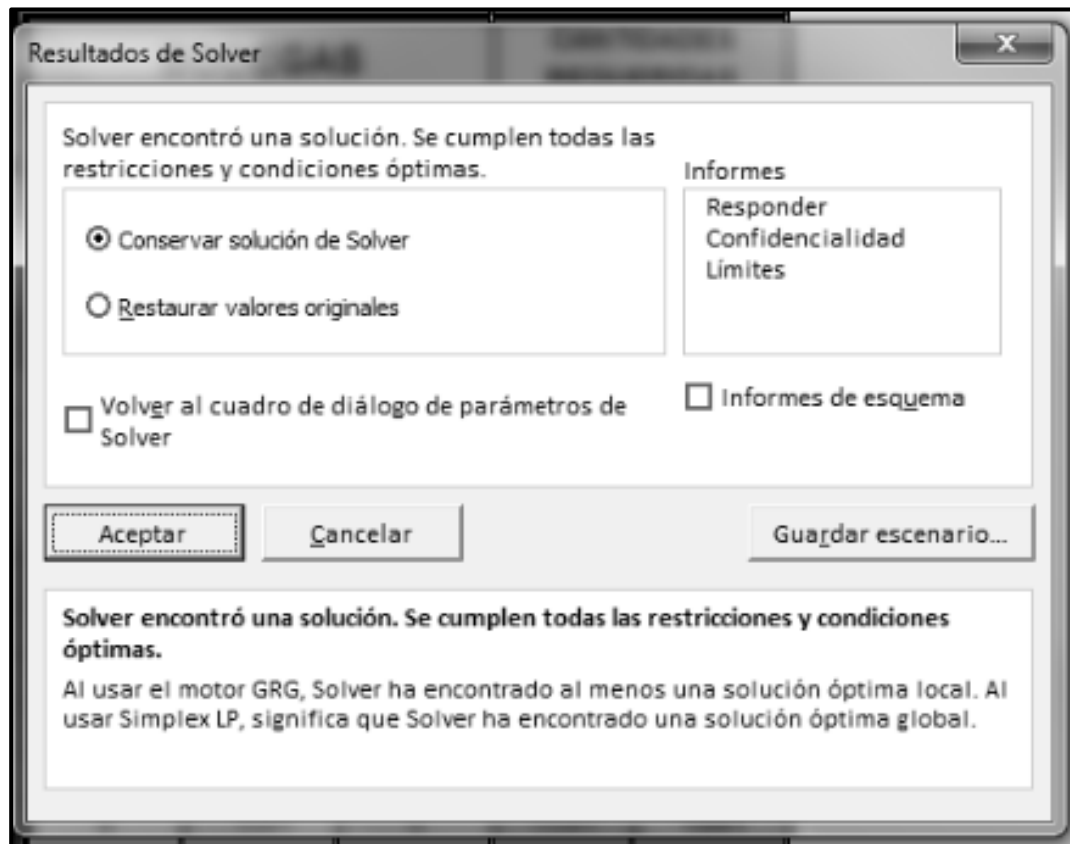 Resultados de Solver
Solver encontró una solución. Se cumplen todas las
restricciones y condiciones óptimas.
Conservar solución de Solver
Restaurar valores originales
Volver al cuadro de diálogo de parámetros de
Solver
Informes
Responder
Confidencialidad
Límites
Informes de esquema
Aceptar
Cancelar
Guardar escenario...
Solver encontró una solución. Se cumplen todas las restricciones y condiciones
óptimas.
Al usar el motor GRG, Solver ha encontrado al menos una solución óptima local. Al
usar Simplex LP, significa que Solver ha encontrado una solución óptima global.